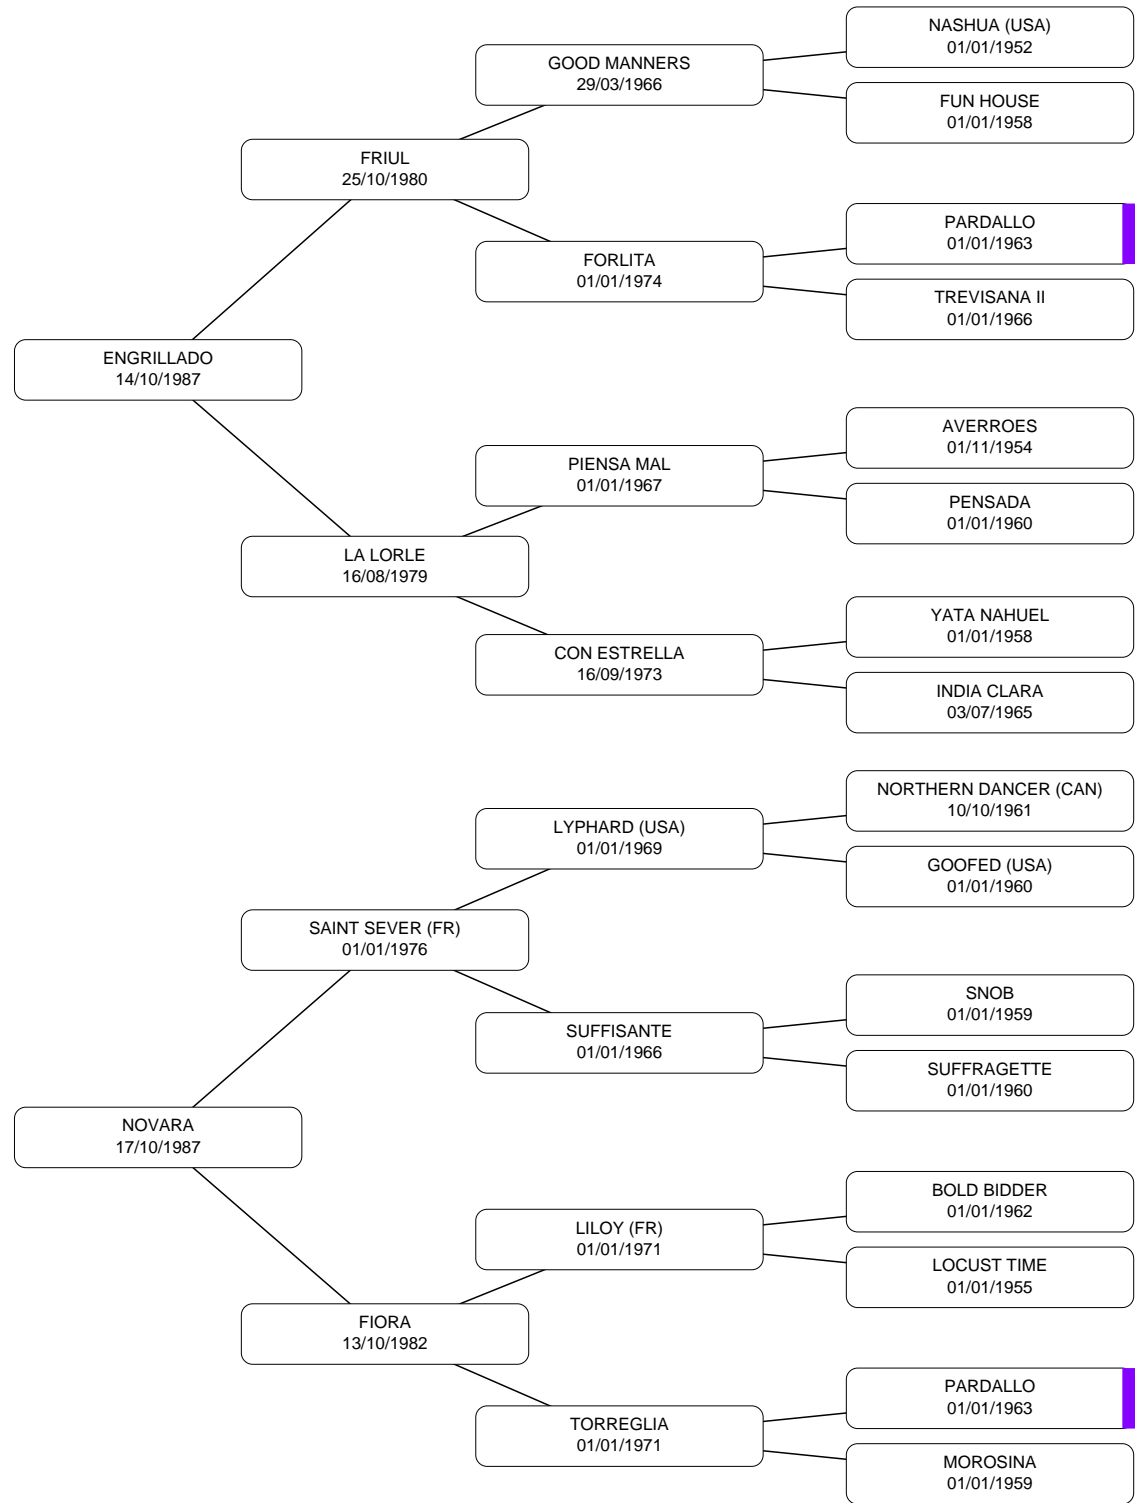 NASHUA (USA)
01/01/1952
GOOD MANNERS
29/03/1966
FUN HOUSE
01/01/1958
FRIUL
25/10/1980
PARDALLO
01/01/1963
FORLITA
01/01/1974
TREVISANA II
01/01/1966
ENGRILLADO
14/10/1987
AVERROES
01/11/1954
PIENSA MAL
01/01/1967
PENSADA
01/01/1960
LA LORLE
16/08/1979
YATA NAHUEL
01/01/1958
CON ESTRELLA
16/09/1973
INDIA CLARA
03/07/1965
NORTHERN DANCER (CAN)
10/10/1961
LYPHARD (USA)
01/01/1969
GOOFED (USA)
01/01/1960
SAINT SEVER (FR)
01/01/1976
SNOB
01/01/1959
SUFFISANTE
01/01/1966
SUFFRAGETTE
01/01/1960
NOVARA
17/10/1987
BOLD BIDDER
01/01/1962
LILOY (FR)
01/01/1971
LOCUST TIME
01/01/1955
FIORA
13/10/1982
PARDALLO
01/01/1963
TORREGLIA
01/01/1971
MOROSINA
01/01/1959